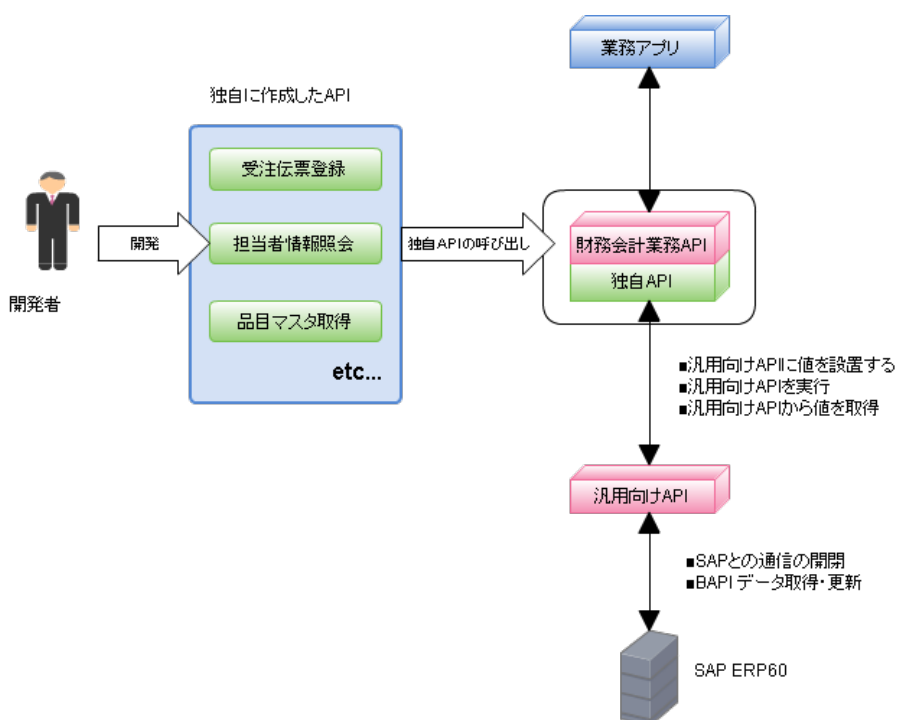 業務アプリ
独自に作成したAPI
受注伝票登録
開発者
開発
担当者情報照会
独自APIの呼び出し
財務会計業務API
独自API
品目マスタ取得
etc...
■汎用向けAPIに値を設置する
■汎用向けAPIを実行
■汎用向けAPIから値を取得
汎用向けAPI
■SAPとの通信の開閉
■BAPIデータ取得・更新
SAP ERP60